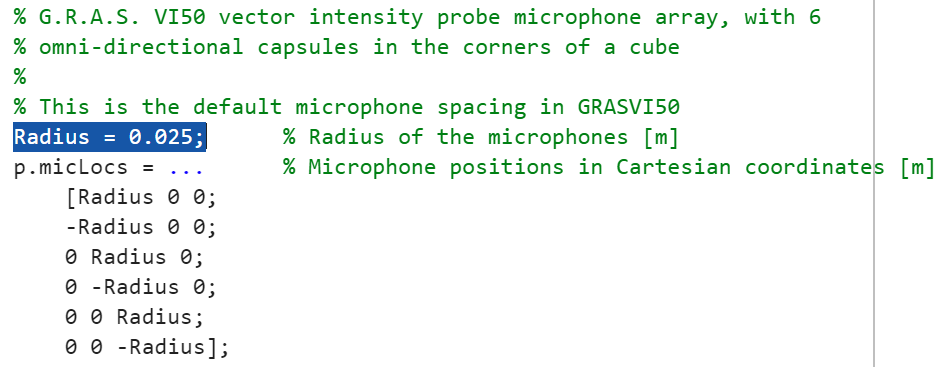 % G.R.A.S. VI50 vector intensity probe microphone array, with 6
% omni-directional capsules in the corners of a cube
%
% This is the default microphone spacing in GRASVI50
Radius = 0.025;      % Radius of the microphones [m]
p.micLocs = ...      % Microphone positions in Cartesian coordinates [m]
    [Radius 0 0;
    -Radius 0 0;
    0 Radius 0;
    0 -Radius 0;
    0 0 Radius;
    0 0 -Radius];